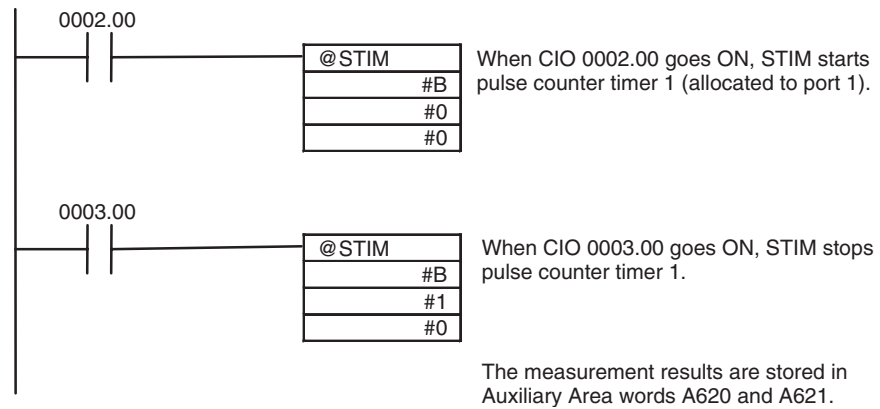 0002.00
@STIM
#B
#0
#0
When CIO 0002.00 goes ON, STIM starts
pulse counter timer 1 (allocated to port 1).
0003.00
@STIM
#B
#1
#0
When CIO 0003.00 goes ON, STIM stops
pulse counter timer 1.
The measurement results are stored in
Auxiliary Area words A620 and A621.